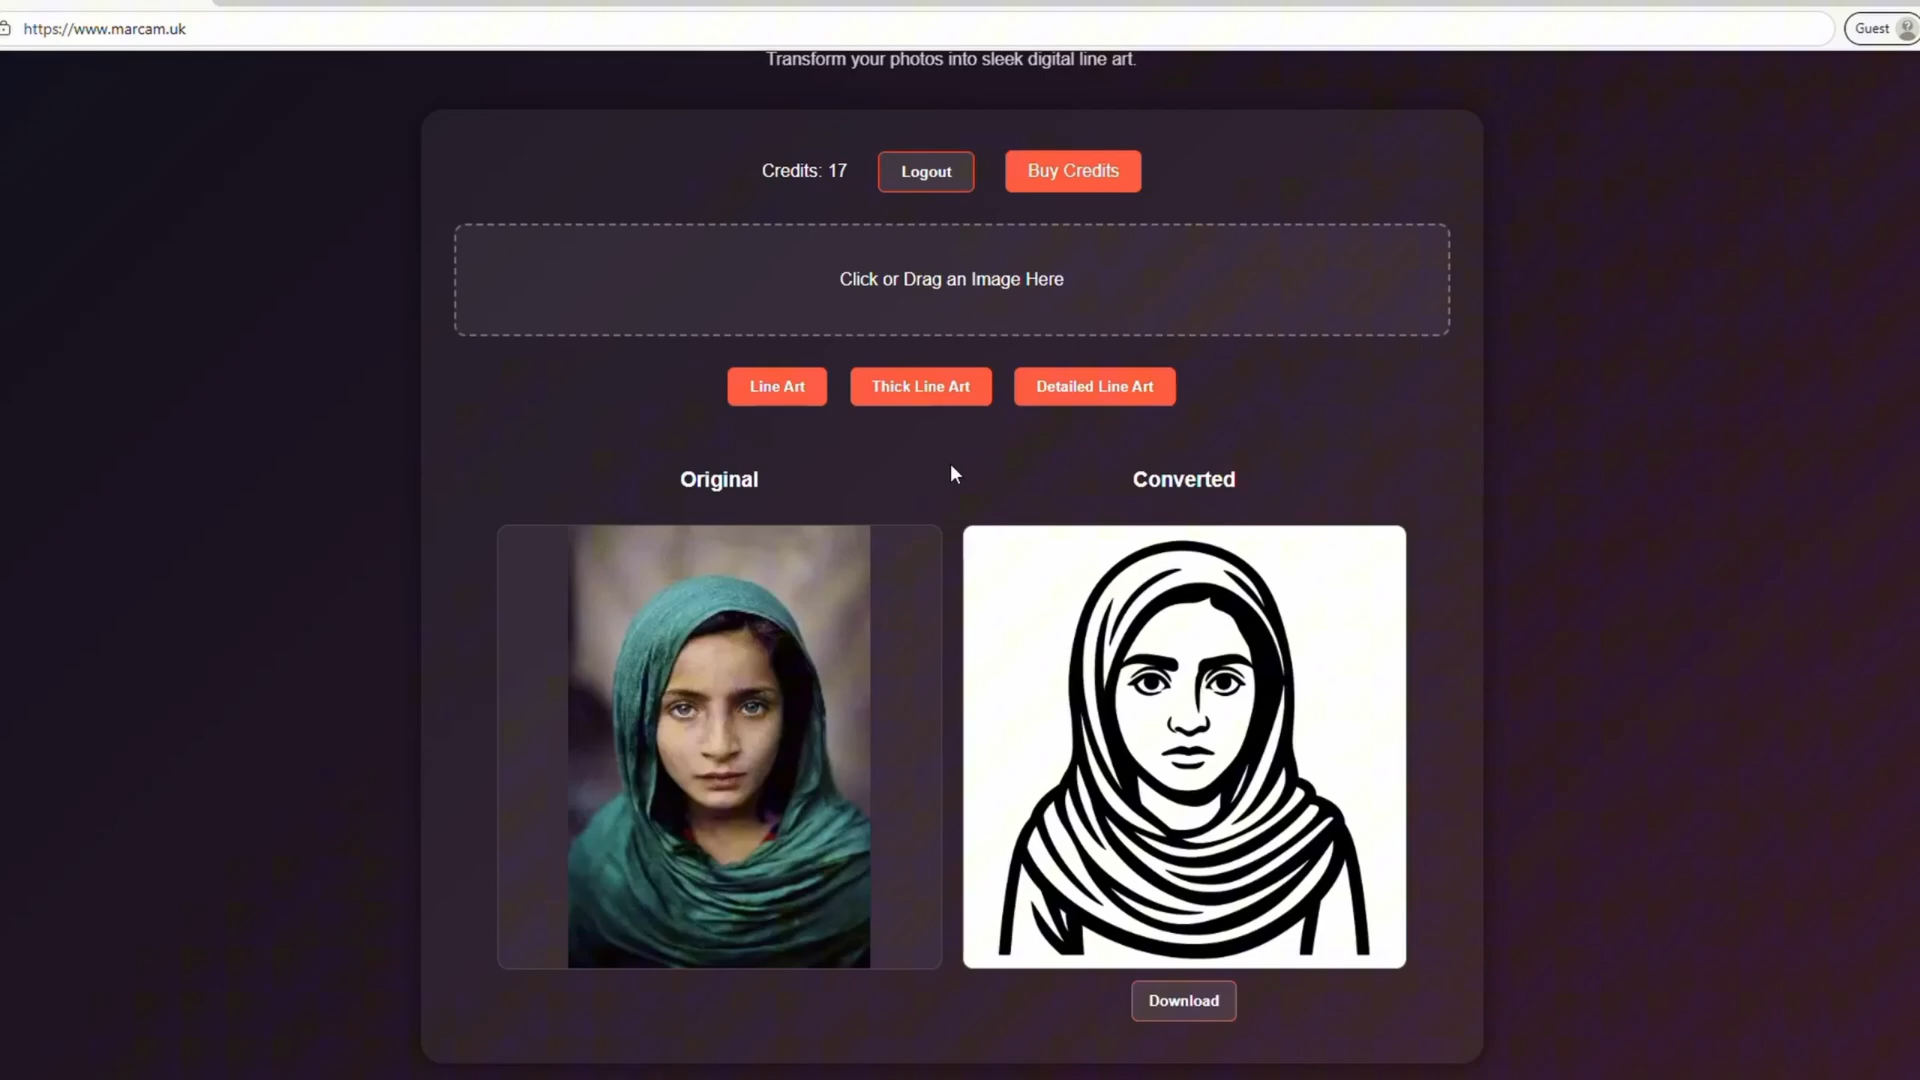 https://www.marcam.uk
Guest
Transform your photos into sleek digital line art.
Credits: 17
Logout
Buy Credits
Click or Drag an Image Here
Line Art
Thick Line Art
Detailed Line Art
Original
Converted
Download